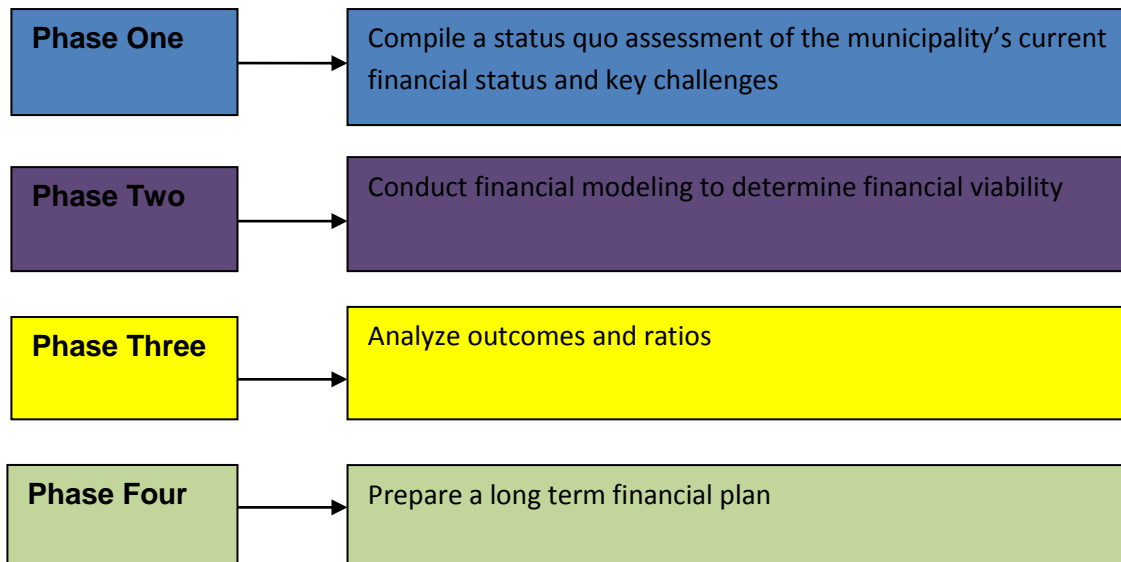 Phase One
Compile a status quo assessment of the municipality’s current
financial status and key challenges
Phase Two
Conduct financial modeling to determine financial viability
Phase Three
Analyze outcomes and ratios
Phase Four
Prepare a long term financial plan